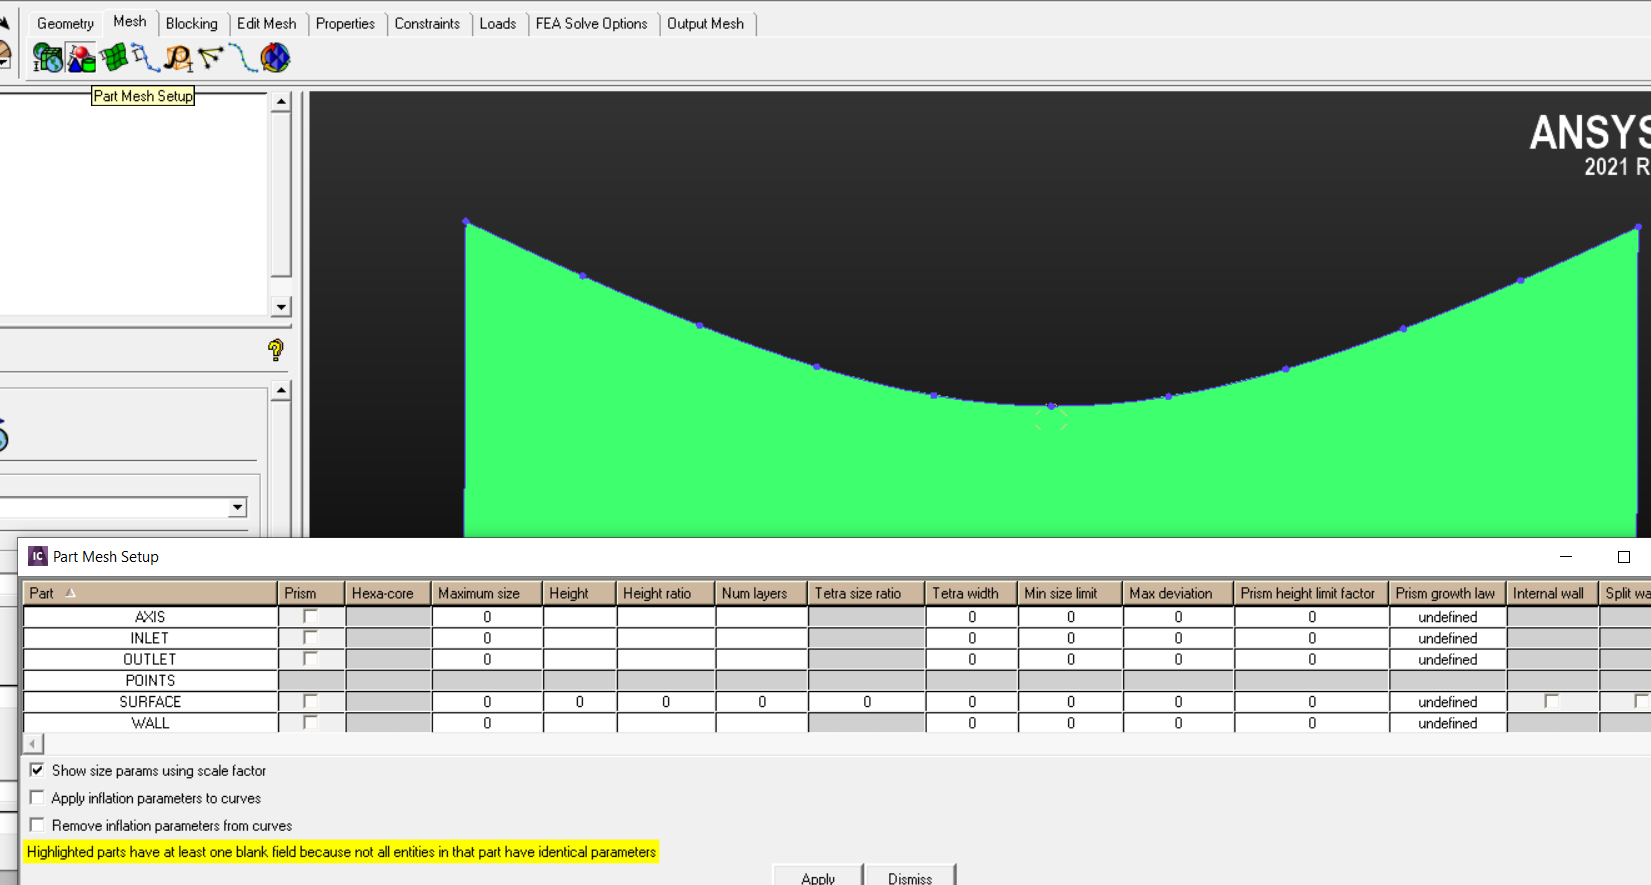 Geometry Mesh Blocking Edit Mesh Properties Constraints Loads FEA Solve Options Output Mesh
Part Mesh Setup
ANSYS
2021 R
IC Part Mesh Setup
Part Prism Hexa-core Maximum size Height Height ratio Num layers Tetra size ratio Tetra width Min size limit Max deviation Prism height limit factor Prism growth law Internal wall Split wa
AXIS 0 0 0 0 0 undefined
INLET 0 0 0 0 0 undefined
OUTLET 0 0 0 0 0 undefined
POINTS
SURFACE 0 0 0 0 0 0 0 0 0 undefined
WALL 0 0 0 0 0 undefined
Show size params using scale factor
Apply inflation parameters to curves
Remove inflation parameters from curves
Highlighted parts have at least one blank field because not all entities in that part have identical parameters
Apply Dismiss